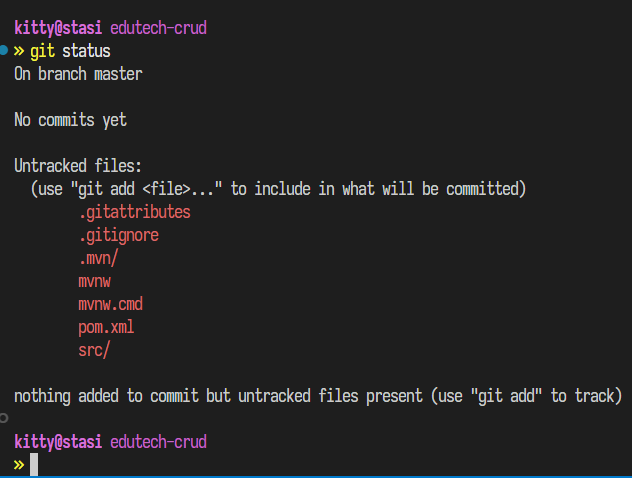 kitty@stasi edutech-crud
» git status
On branch master
No commits yet
Untracked files:
(use "git add <file>..." to include in what will be committed)
.gitattributes
.gitignore
.mvn/
mvnw
mvnw.cmd
pom.xml
src/
nothing added to commit but untracked files present (use "git add" to track)
kitty@stasi edutech-crud
»